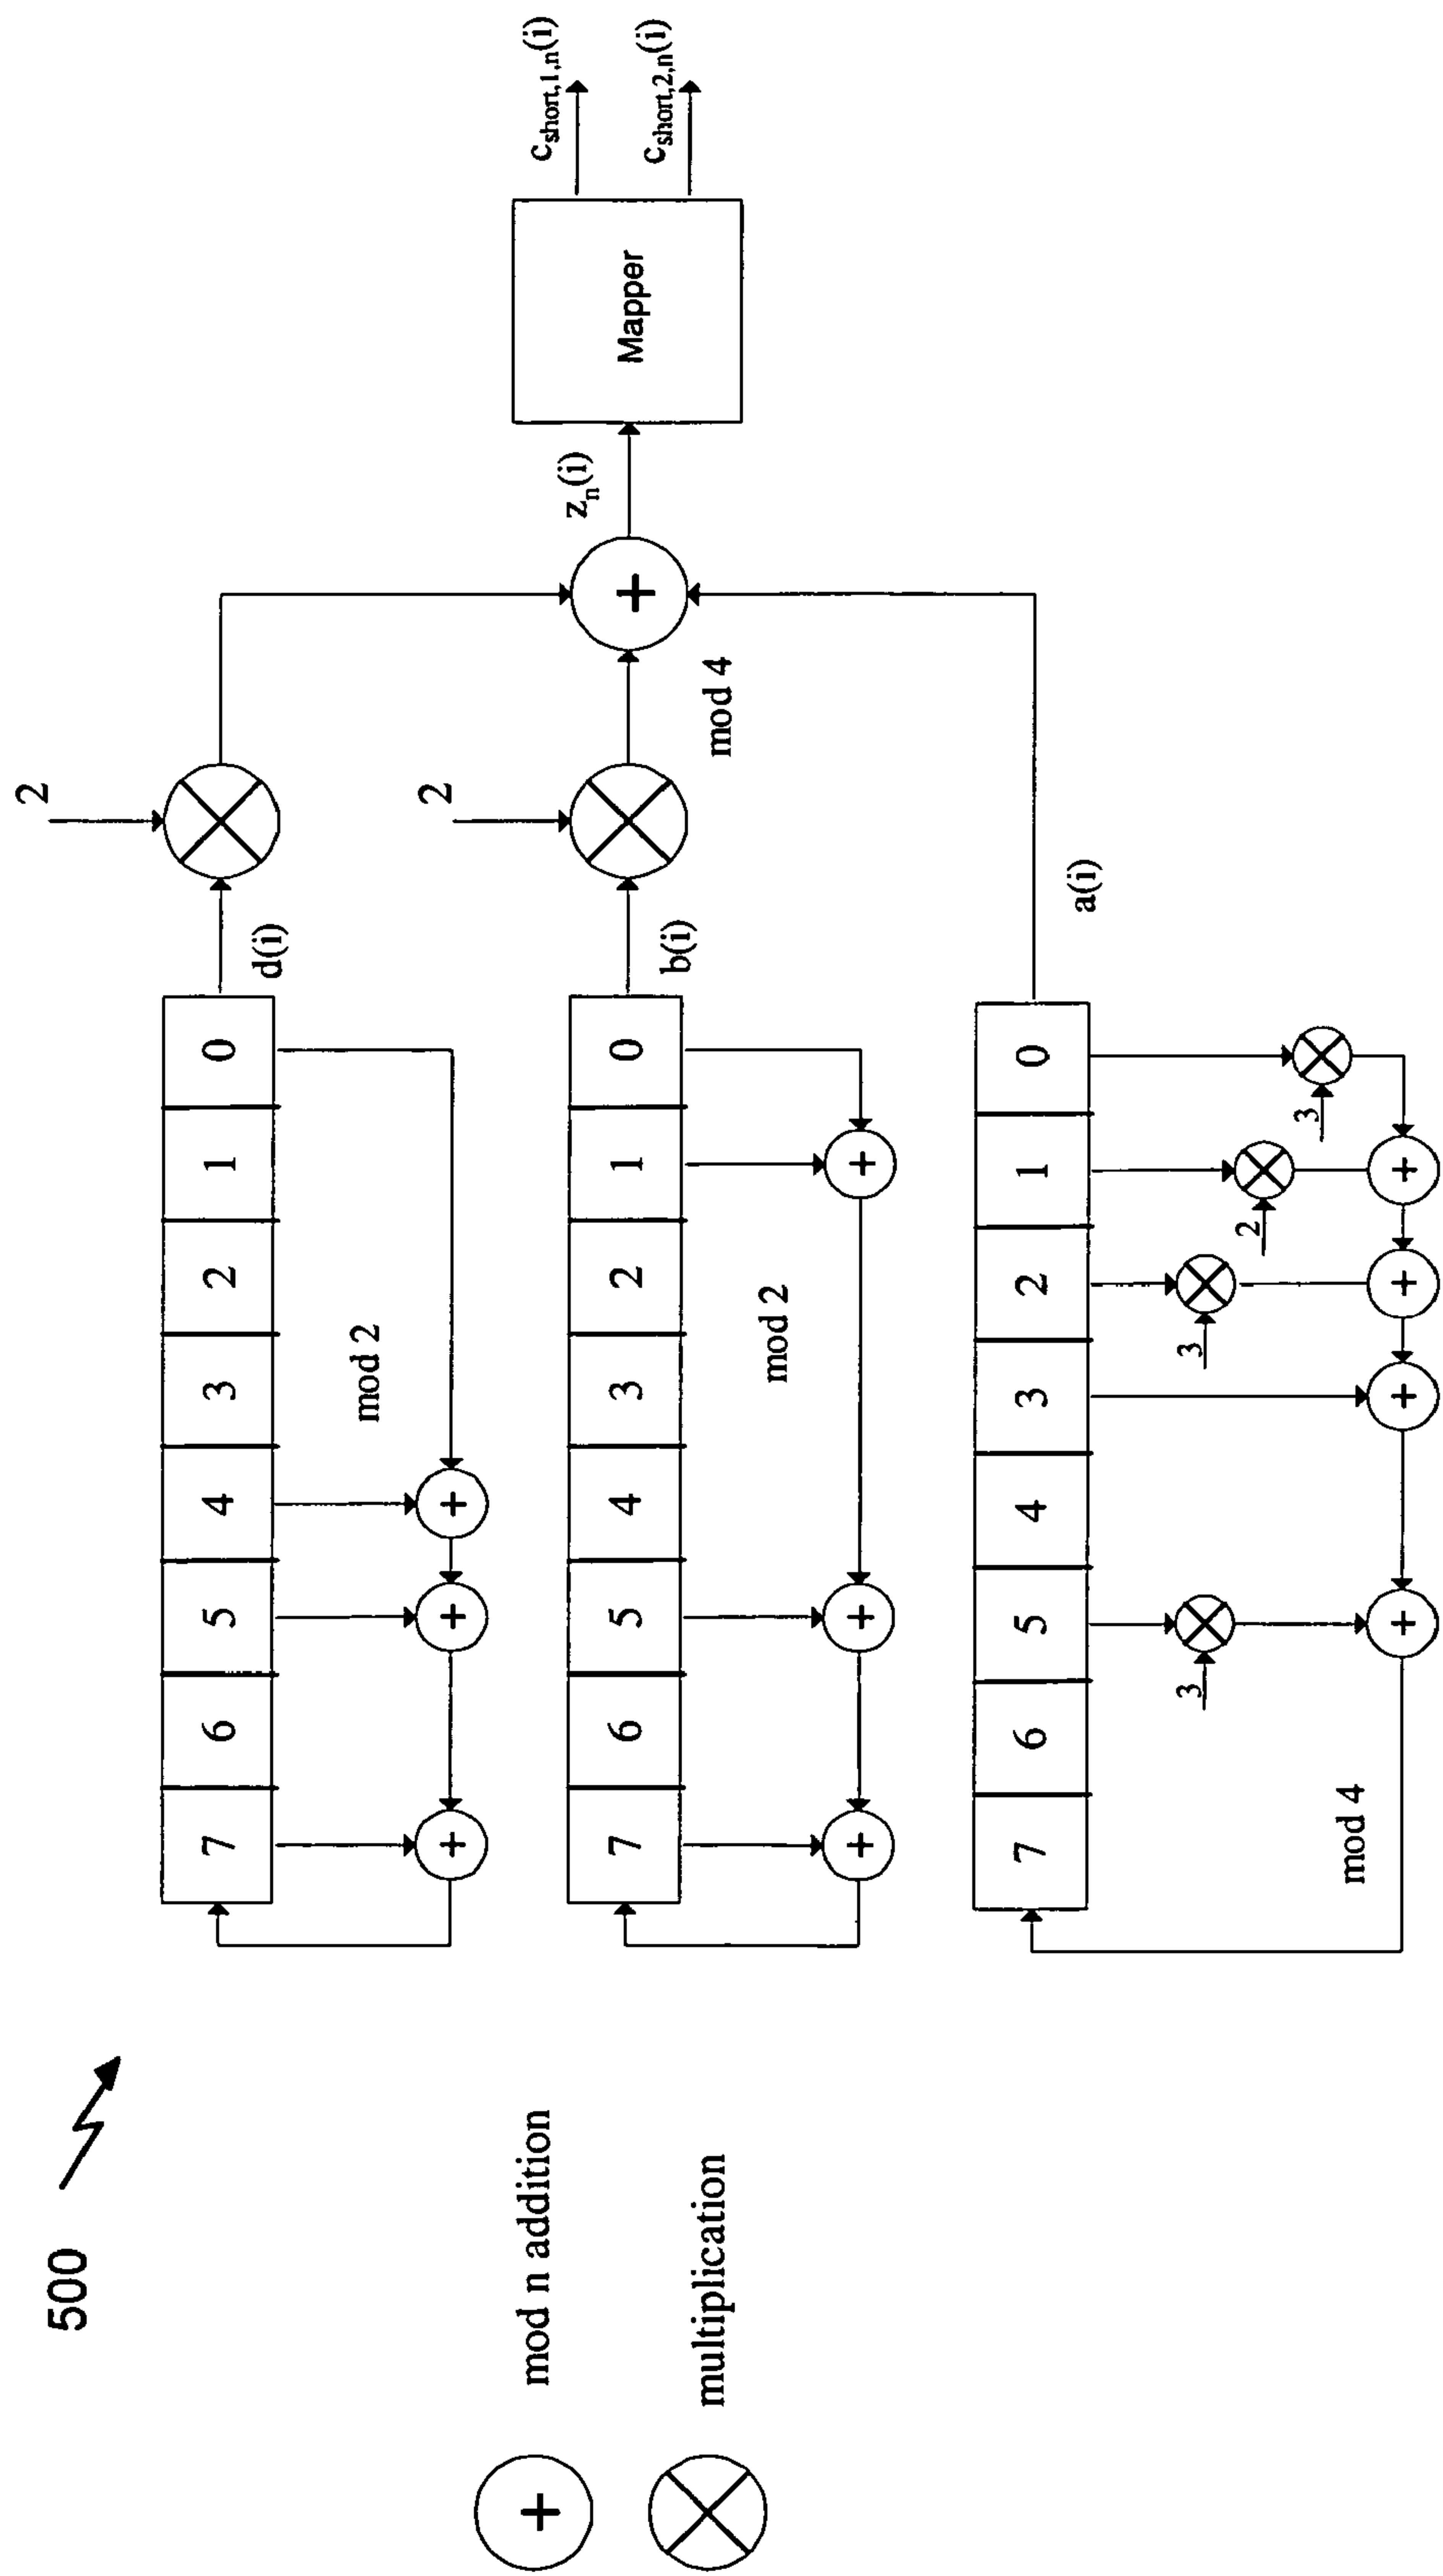 500
mod n addition
multiplication
7 6 5 4 3 2 1 0
mod 2
d(i)
2
7 6 5 4 3 2 1 0
mod 2
b(i)
2
mod 4
z_n(i)
Mapper
c_short,1,n(i)
c_short,2,n(i)
7 6 5 4 3 2 1 0
a(i)
3
3
2
3
mod 4